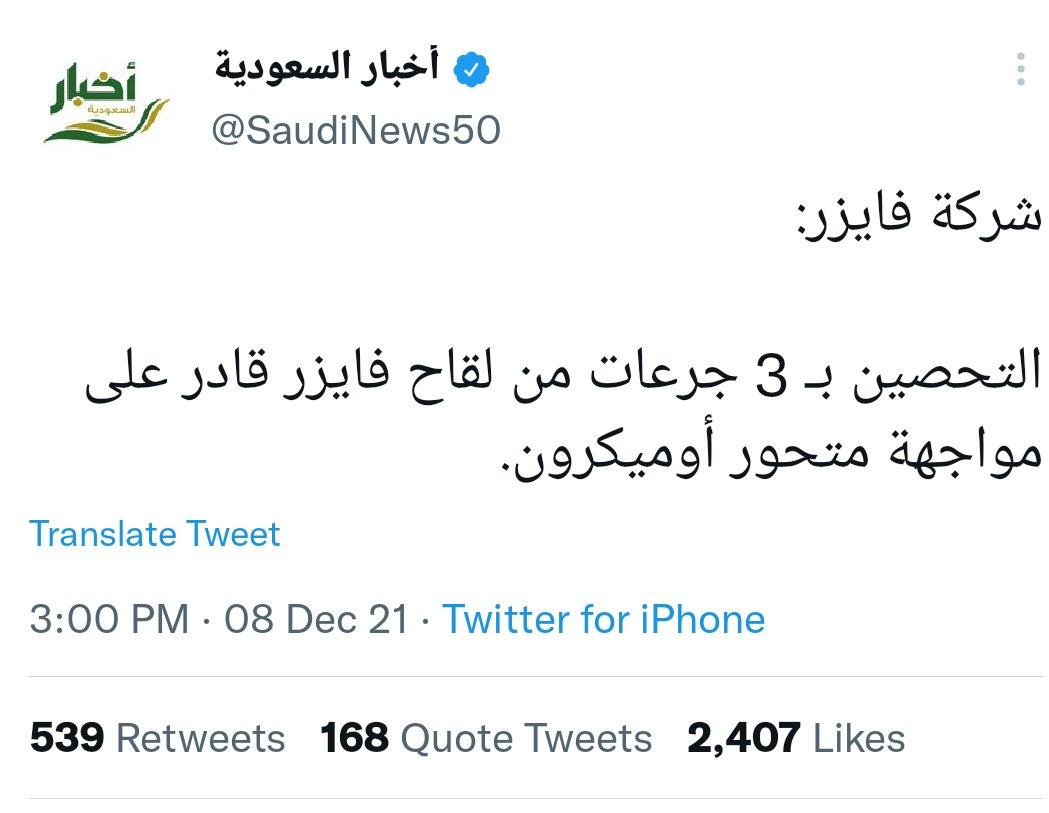 أخبار السعودية
أخبار السعودية
@SaudiNews50
شركة فايزر:
التحصين بـ 3 جرعات من لقاح فايزر قادر على
مواجهة متحور أوميكرون.
Translate Tweet
3:00 PM · 08 Dec 21 · Twitter for iPhone
539 Retweets 168 Quote Tweets 2,407 Likes